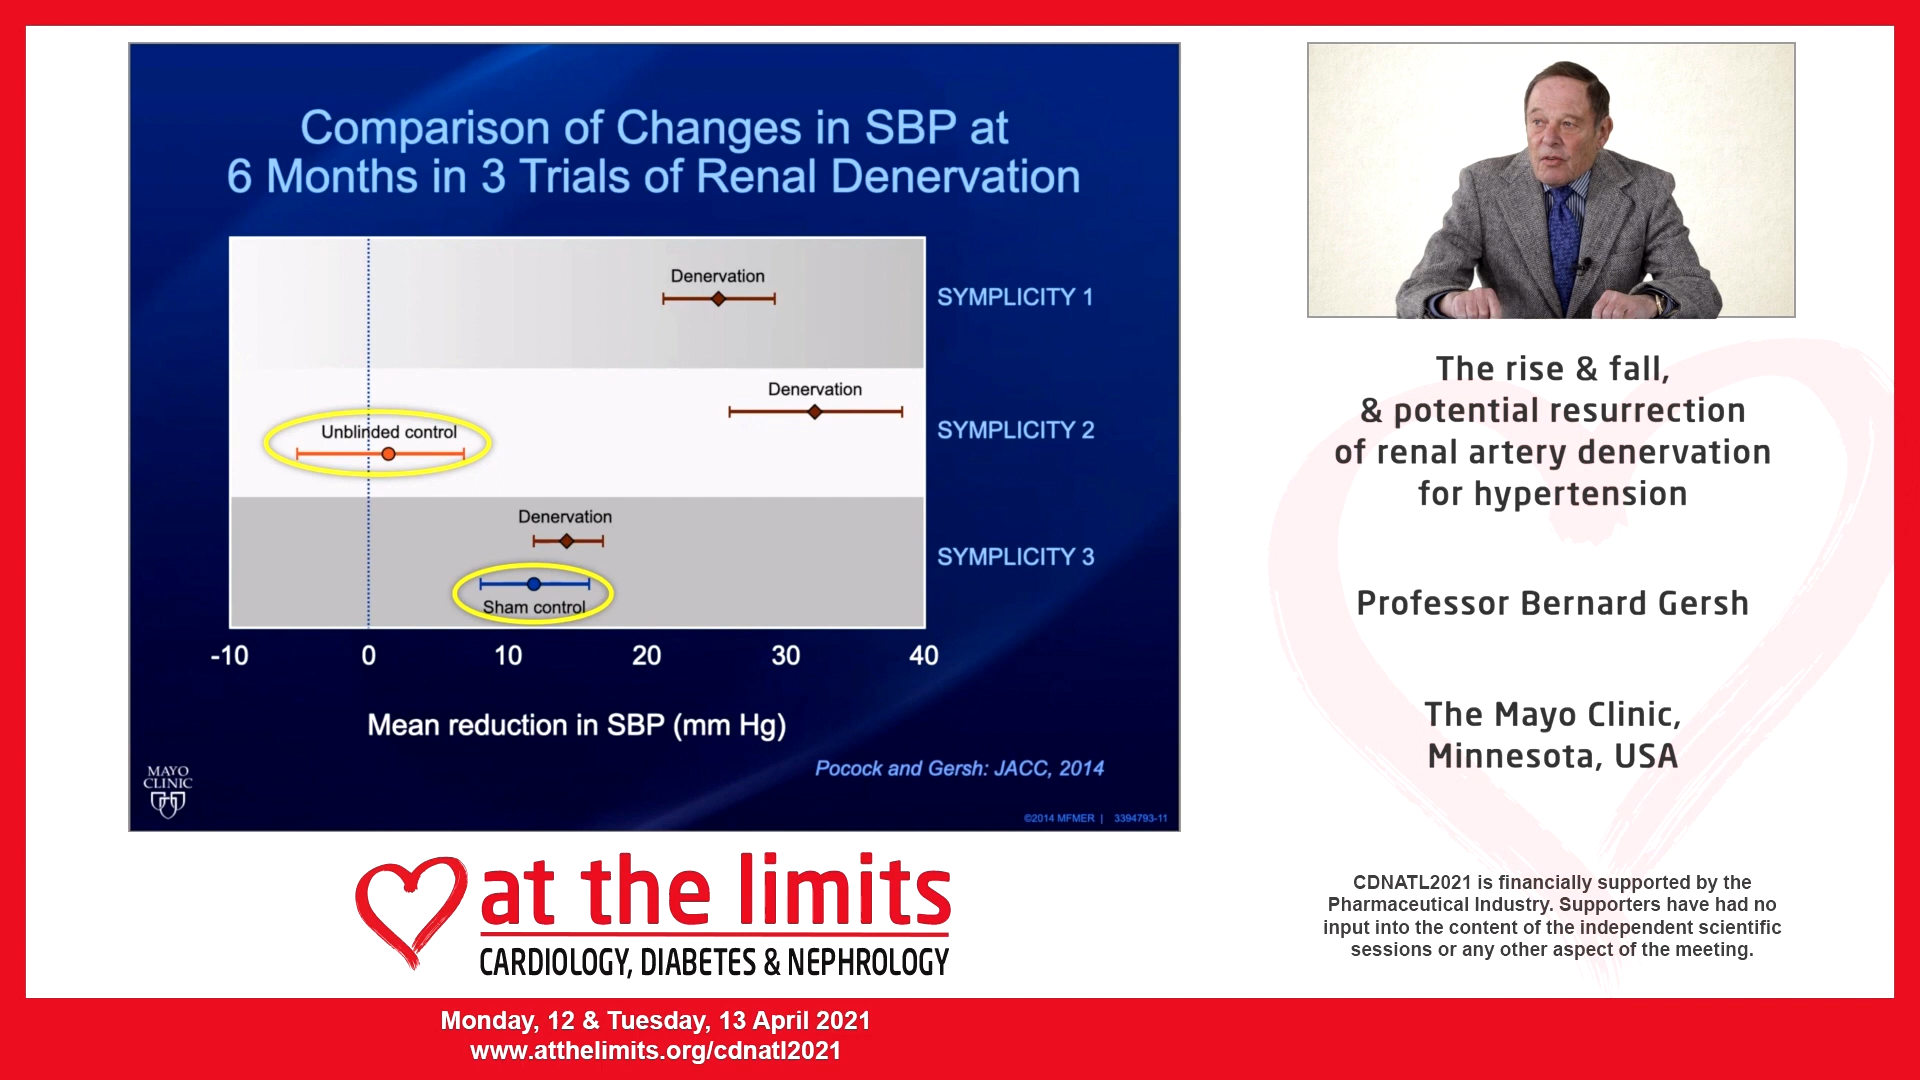 Comparison of Changes in SBP at
6 Months in 3 Trials of Renal Denervation
Denervation
SYMPLICITY 1
Denervation
Unblinded control
SYMPLICITY 2
Denervation
Sham control
SYMPLICITY 3
-10 0 10 20 30 40
Mean reduction in SBP (mm Hg)
Pocock and Gersh: JACC, 2014
MAYO
CLINIC
©2014 MFMER | 3394793-11
The rise & fall,
& potential resurrection
of renal artery denervation
for hypertension
Professor Bernard Gersh
The Mayo Clinic,
Minnesota, USA
CDNATL2021 is financially supported by the
Pharmaceutical Industry. Supporters have had no
input into the content of the independent scientific
sessions or any other aspect of the meeting.
at the limits
CARDIOLOGY, DIABETES & NEPHROLOGY
Monday, 12 & Tuesday, 13 April 2021
www.atthelimits.org/cdnatl2021